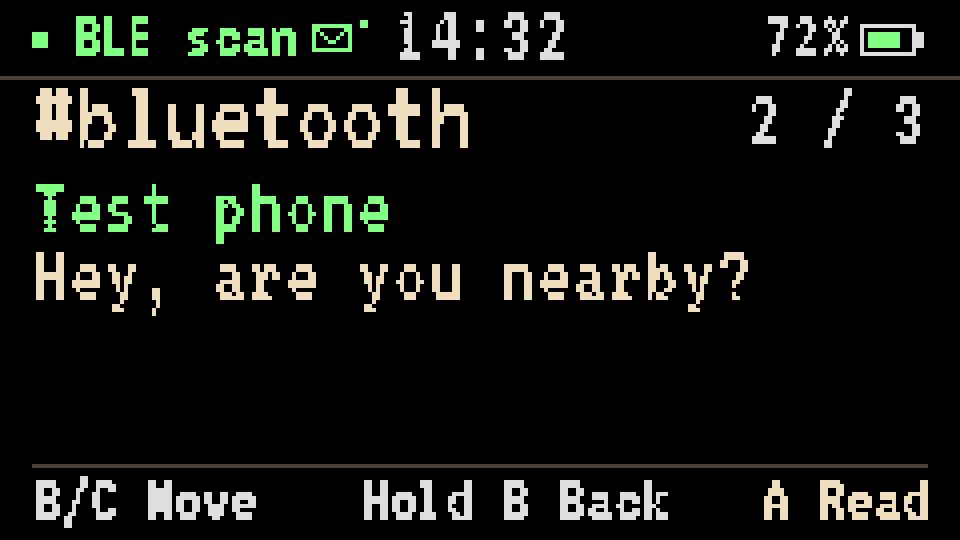 BLE scan 14:32 72%
#bluetooth 2 / 3
Test phone
Hey, are you nearby?
B/C Move Hold B Back A Read